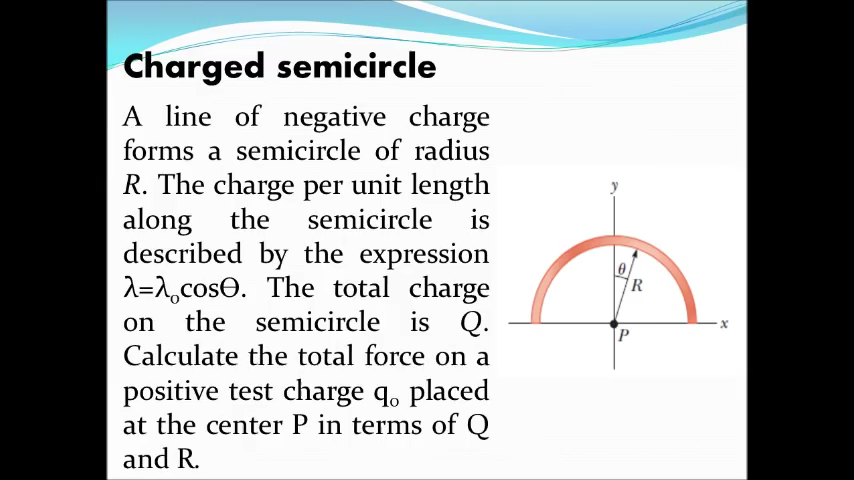 Charged semicircle
A line of negative charge
forms a semicircle of radius
R. The charge per unit length
along the semicircle is
described by the expression
λ=λₒcosϴ. The total charge
on the semicircle is Q.
Calculate the total force on a
positive test charge qₒ placed
at the center P in terms of Q
and R.
y
θ
R
x
P